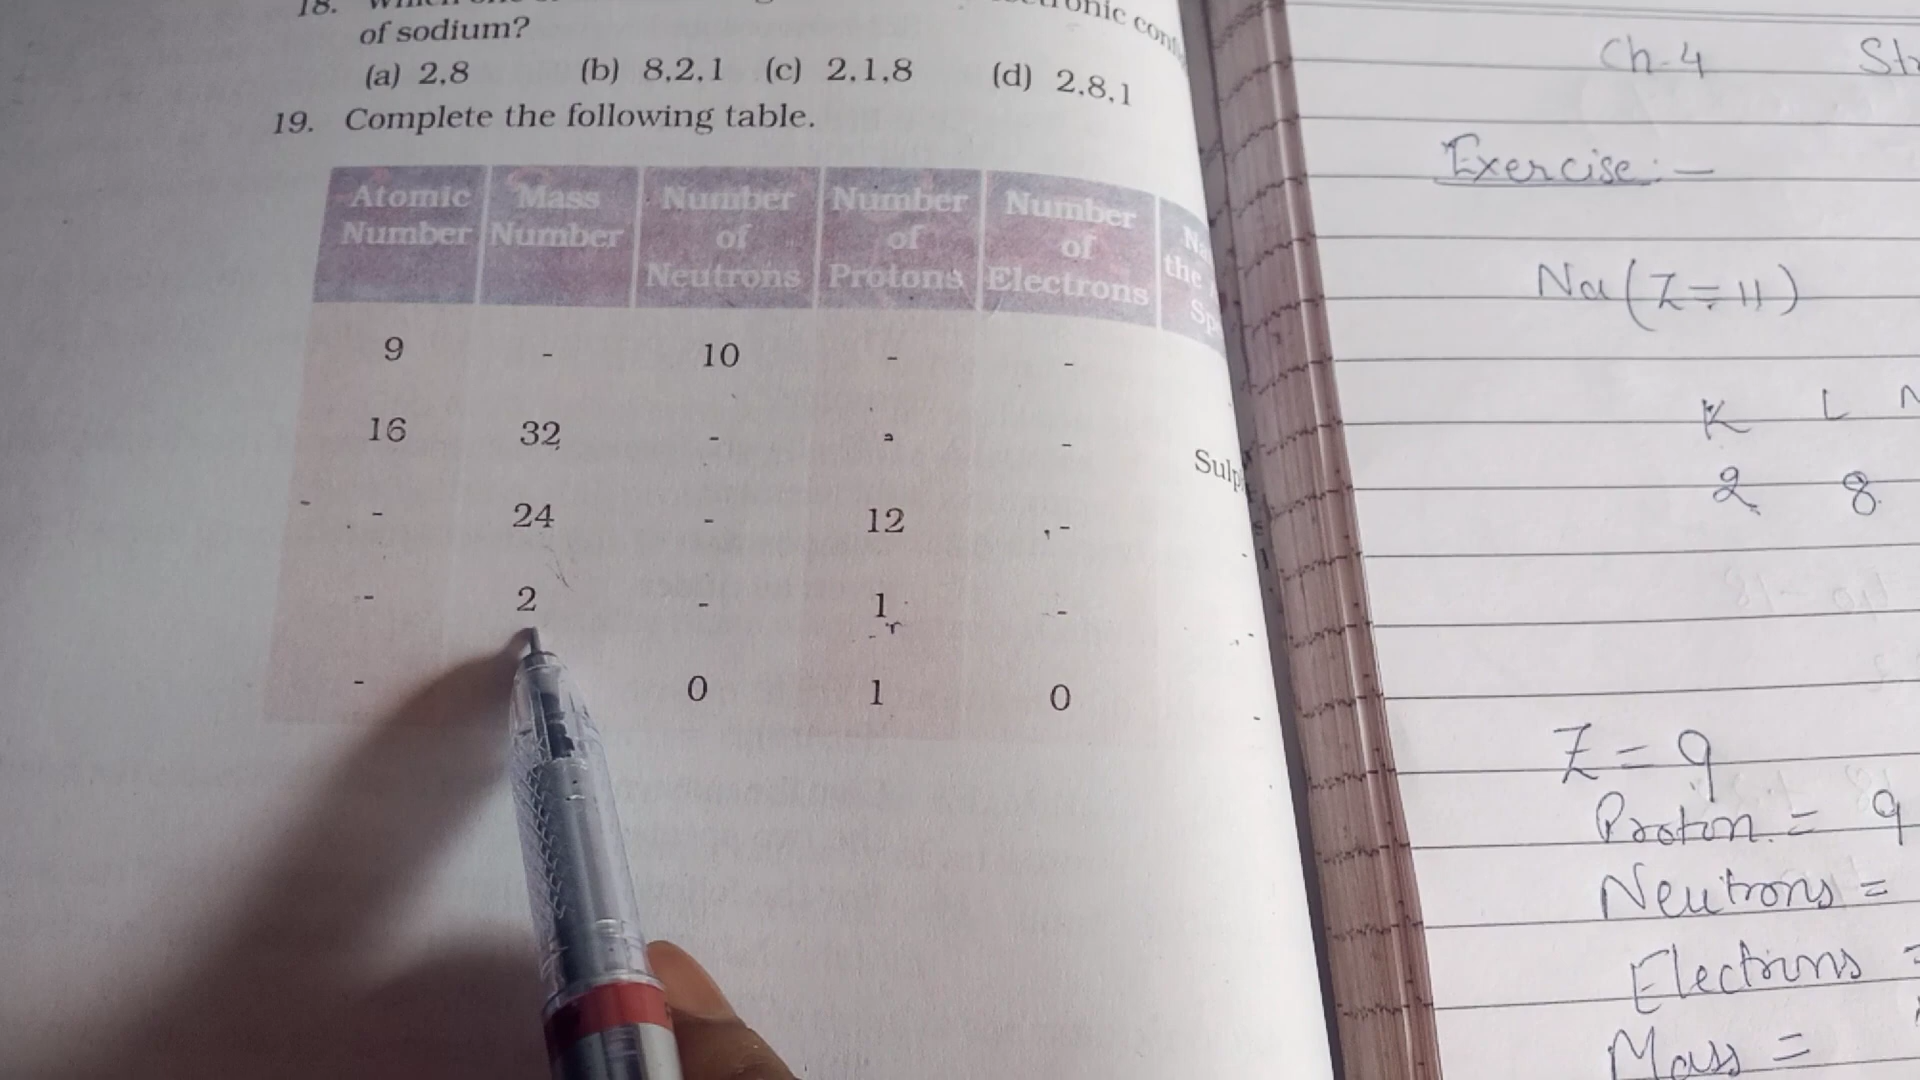 18.
of sodium?
(a) 2,8 (b) 8,2,1 (c) 2,1,8 (d) 2,8,1
19. Complete the following table.
Atomic Number Mass Number Number of Neutrons Number of Protons Number of Electrons the
9 - 10 - -
16 32 - - -
- 24 - 12 -
- 2 - 1 -
- 0 1 0
Ch-4
Exercise :-
Na (Z = 11)
K L
2 8
Z = 9
Proton = 9
Neutrons =
Electrons =
Mass =